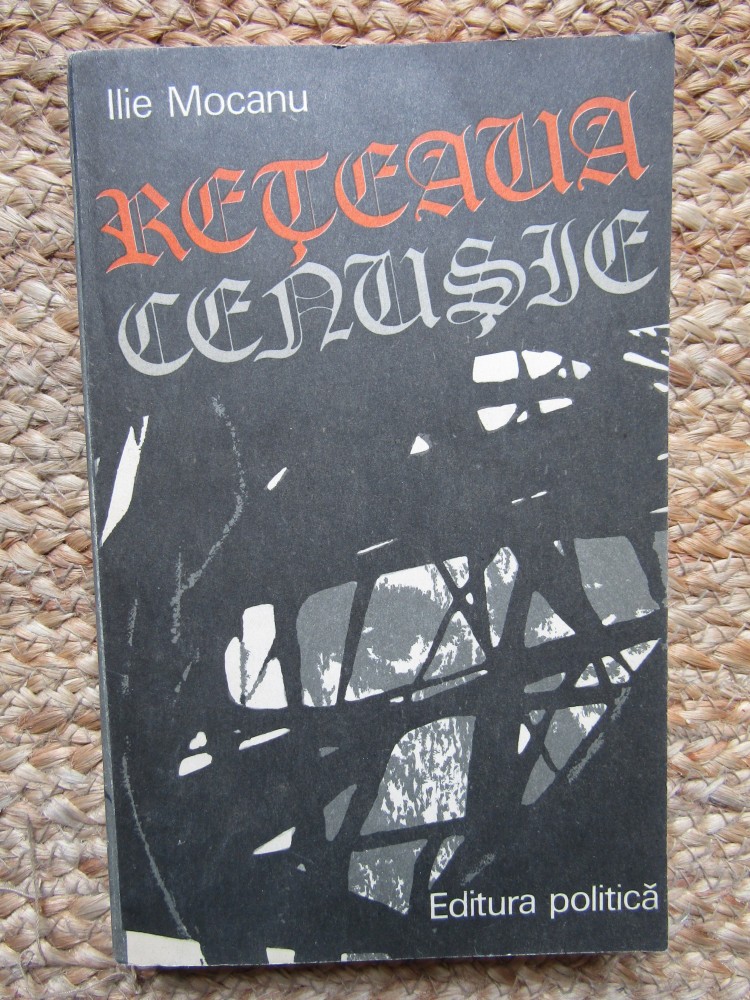 Ilie Mocanu
REȚEAUA
CENUȘIE
Editura politică